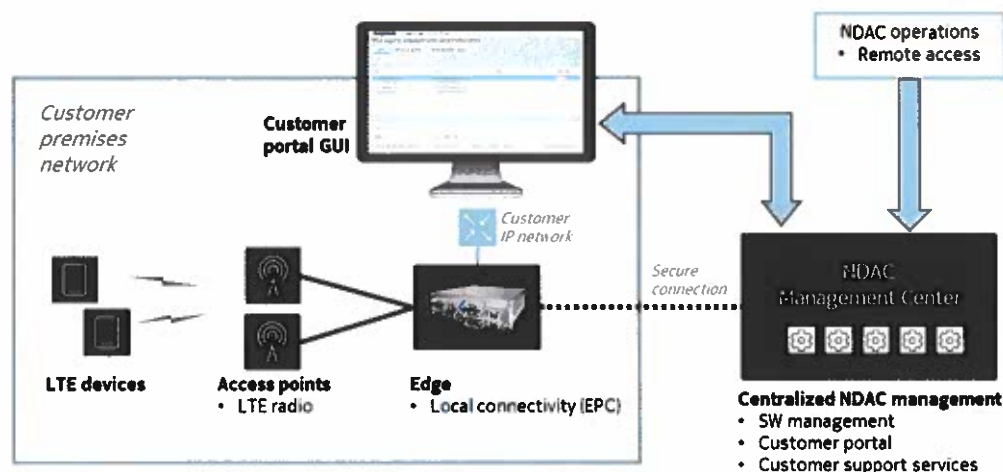 NDAC operations
• Remote access
Customer
premises
network
Customer
portal GUI
Customer
IP network
Secure
connection
NDAC
Management Center
LTE devices
Access points
• LTE radio
Edge
• Local connectivity (EPC)
Centralized NDAC management
• SW management
• Customer portal
• Customer support services